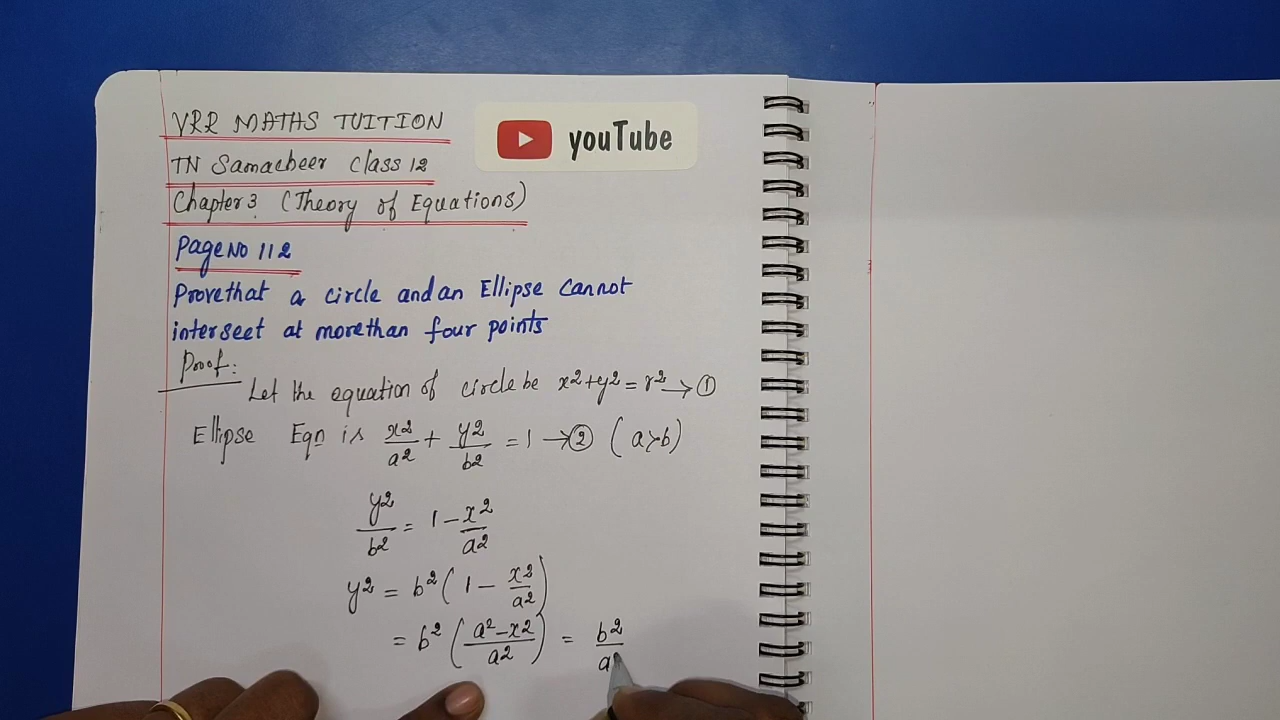 VRR MATHS TUITION
youTube
TN Samacheer Class 12
Chapter 3 (Theory of Equations)
Page No 112
Prove that a circle and an Ellipse Cannot
intersect at more than four points
Proof:
Let the equation of circle be x² + y² = r² → ①
Ellipse Eqn is x²/a² + y²/b² = 1 → ② (a > b)
y²/b² = 1 - x²/a²
y² = b² (1 - x²/a²)
= b² (a² - x²/a²) = b²/a²